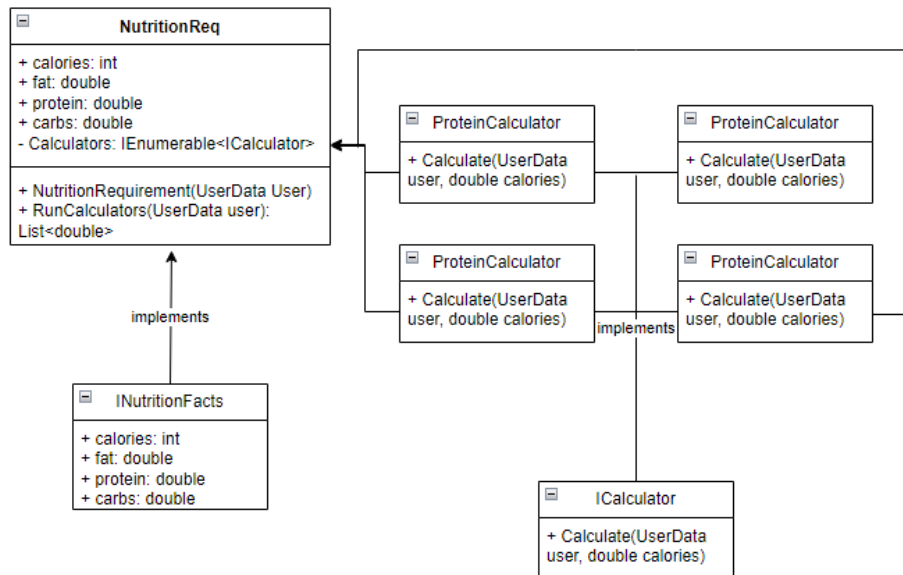 NutritionReq
+ calories: int
+ fat: double
+ protein: double
+ carbs: double
- Calculators: IEnumerable<ICalculator>
+ NutritionRequirement(UserData User)
+ RunCalculators(UserData user):
List<double>
implements
INutritionFacts
+ calories: int
+ fat: double
+ protein: double
+ carbs: double
ProteinCalculator
+ Calculate(UserData
user, double calories)
ProteinCalculator
+ Calculate(UserData
user, double calories)
ProteinCalculator
+ Calculate(UserData
user, double calories)
ProteinCalculator
+ Calculate(UserData
user, double calories)
implements
ICalculator
+ Calculate(UserData
user, double calories)